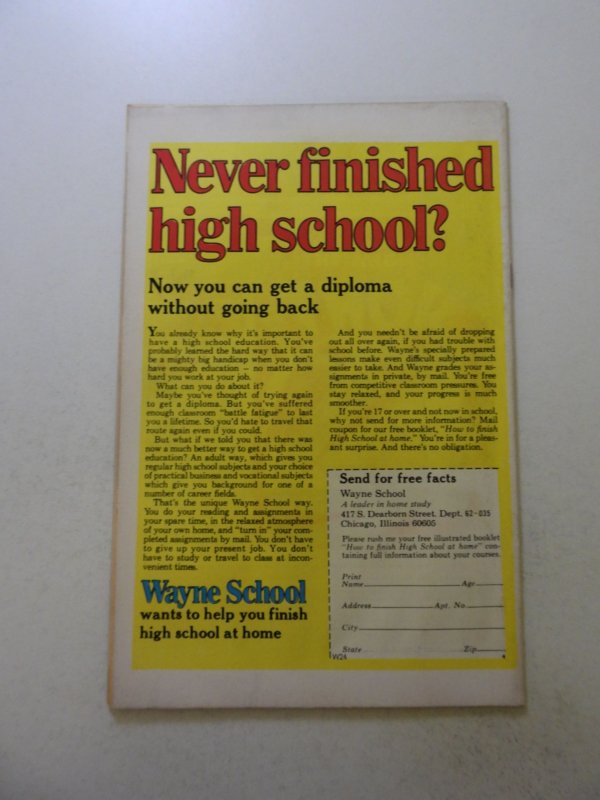 Never finished
high school?
Now you can get a diploma
without going back
You already know why it's important to
have a high school education. You've
probably learned the hard way that it can
be a mighty big handicap when you don't
have enough education – no matter how
hard you work at your job.
What can you do about it?
Maybe you've thought of trying again
to get a diploma. But you've suffered
enough classroom "battle fatigue" to last
you a lifetime. So you'd hate to travel that
route again even if you could.
But what if we told you that there was
now a much better way to get a high school
education? An adult way, which gives you
regular high school subjects and your choice
of practical business and vocational subjects
which give you background for one of a
number of career fields.
That's the unique Wayne School way.
You do your reading and assignments in
your spare time, in the relaxed atmosphere
of your own home, and "turn in" your com-
pleted assignments by mail. You don't have
to give up your present job. You don't
have to study or travel to class at incon-
venient times.
Wayne School
wants to help you finish
high school at home
And you needn't be afraid of dropping
out all over again, if you had trouble with
school before. Wayne's specially prepared
lessons make even difficult subjects much
easier to take. And Wayne grades your as-
signments in private, by mail. You're free
from competitive classroom pressures. You
stay relaxed, and your progress is much
smoother.
If you're 17 or over and not now in school,
why not send for more information? Mail
coupon for our free booklet, "How to finish
High School at home." You're in for a pleas-
ant surprise. And there's no obligation.
Send for free facts
Wayne School
A leader in home study
417 S. Dearborn Street. Dept. 62-035
Chicago, Illinois 60605
Please rush me your free illustrated booklet
"How to finish High School at home" con-
taining full information about your courses.
Print
Name Age
Address Apt. No.
City
State Zip
W24